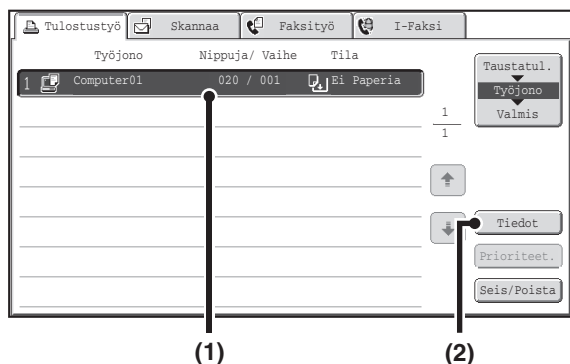 Tulostustyö Skannaa Faksityö I-Faksi
Työjono Nippuja/ Vaihe Tila
1 Computer01 020 / 001 Ei Paperia
Taustatul.
Työjono
Valmis
1
1
Tiedot
Prioriteet.
Seis/Poista
(1) (2)